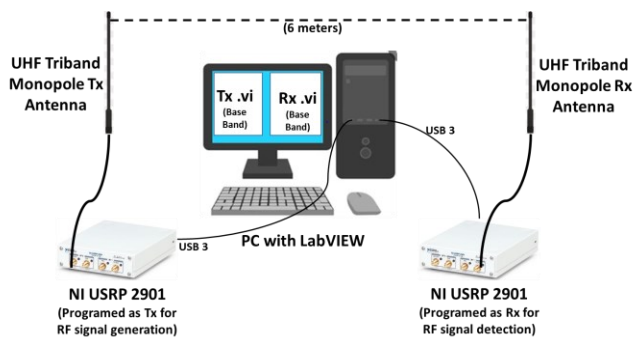 (6 meters)
UHF Triband
Monopole Tx
Antenna
Tx .vi
(Base
Band)
Rx .vi
(Base
Band)
UHF Triband
Monopole Rx
Antenna
USB 3
USB 3
PC with LabVIEW
NI USRP 2901
(Programed as Tx for
RF signal generation)
NI USRP 2901
(Programed as Rx for
RF signal detection)